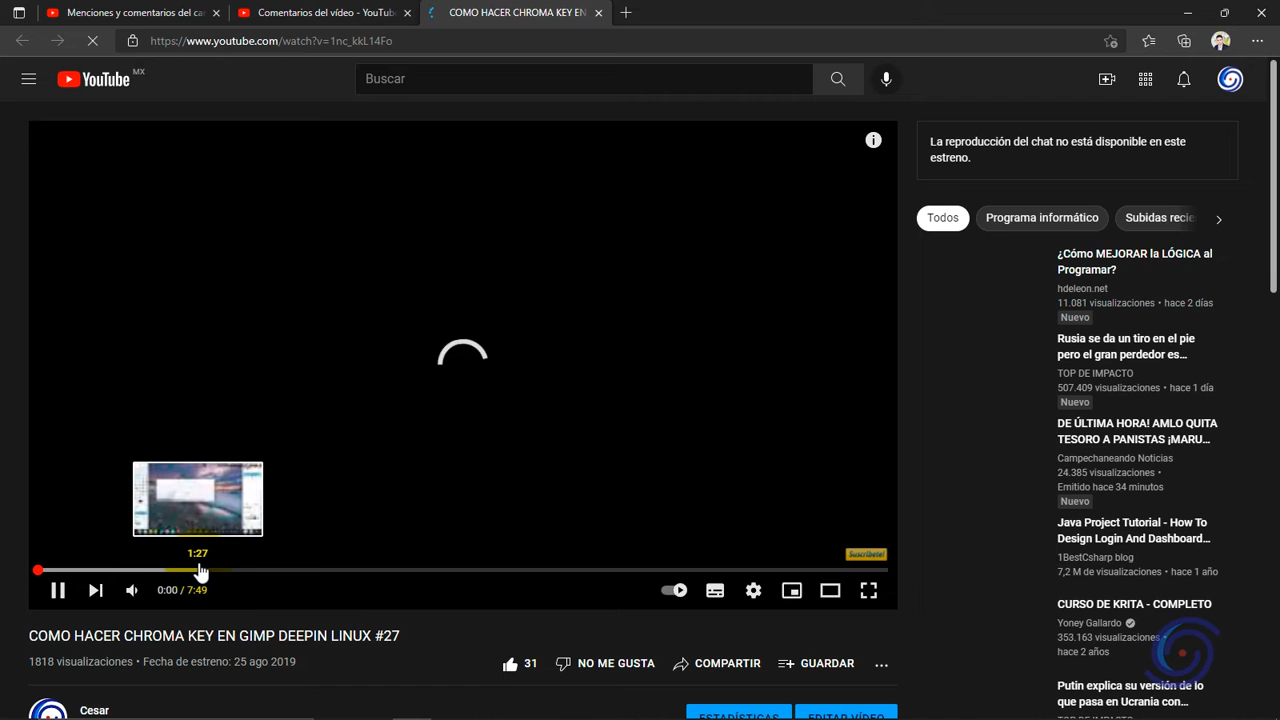 Menciones y comentarios del ca
Comentarios del vídeo - YouTube
COMO HACER CHROMA KEY EN
https://www.youtube.com/watch?v=1nc_kkL14Fo
YouTube MX
Buscar
La reproducción del chat no está disponible en este
estreno.
Todos
Programa informático
Subidas recie
¿Cómo MEJORAR la LÓGICA al
Programar?
hdeleon.net
11.081 visualizaciones • hace 2 días
Nuevo
Rusia se da un tiro en el pie
pero el gran perdedor es...
TOP DE IMPACTO
507.409 visualizaciones • hace 1 día
Nuevo
DE ÚLTIMA HORA! AMLO QUITA
TESORO A PANISTAS ¡MARU...
Campechaneando Noticias
24.385 visualizaciones •
Emitido hace 34 minutos
Nuevo
Java Project Tutorial - How To
Design Login And Dashboard...
1BestCsharp blog
7,2 M de visualizaciones • hace 1 año
CURSO DE KRITA - COMPLETO
Yoney Gallardo
353.163 visualizaciones •
hace 2 años
Putin explica su versión de lo
que pasa en Ucrania con...
1:27
Suscríbete!
0:00 / 7:49
COMO HACER CHROMA KEY EN GIMP DEEPIN LINUX #27
1818 visualizaciones • Fecha de estreno: 25 ago 2019
31
NO ME GUSTA
COMPARTIR
GUARDAR
Cesar
ESTADÍSTICAS
EDITAR VÍDEO